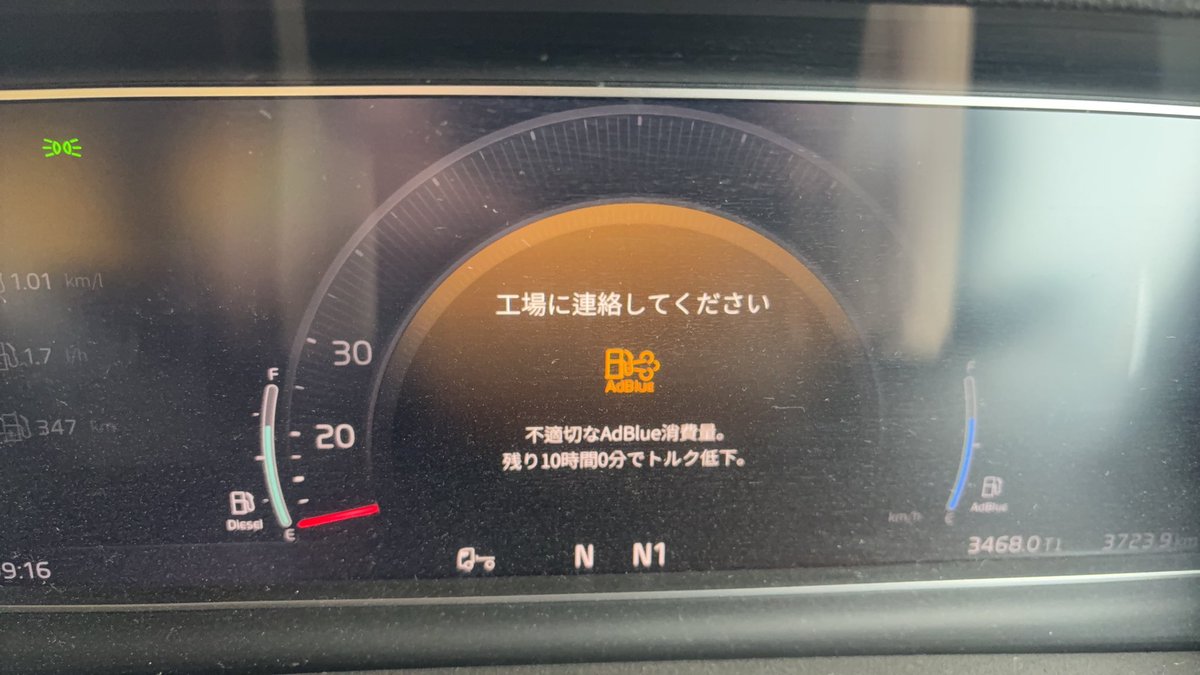 工場に連絡してください
AdBlue
不適切なAdBlue消費量。
残り10時間0分でトルク低下。
1.01 km/l
1.7 l/h
347 km
30
20
F
E
Diesel
F
E
AdBlue
km/h
N N1
3468.0 T1 3723.9 km
9:16